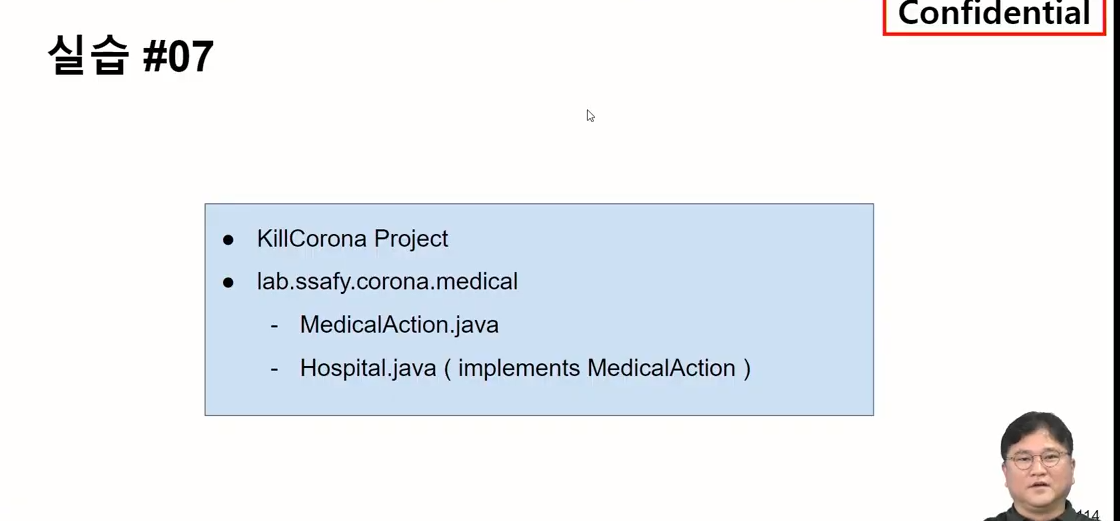 Confidential
실습 #07
● KillCorona Project
● lab.ssafy.corona.medical
- MedicalAction.java
- Hospital.java ( implements MedicalAction )